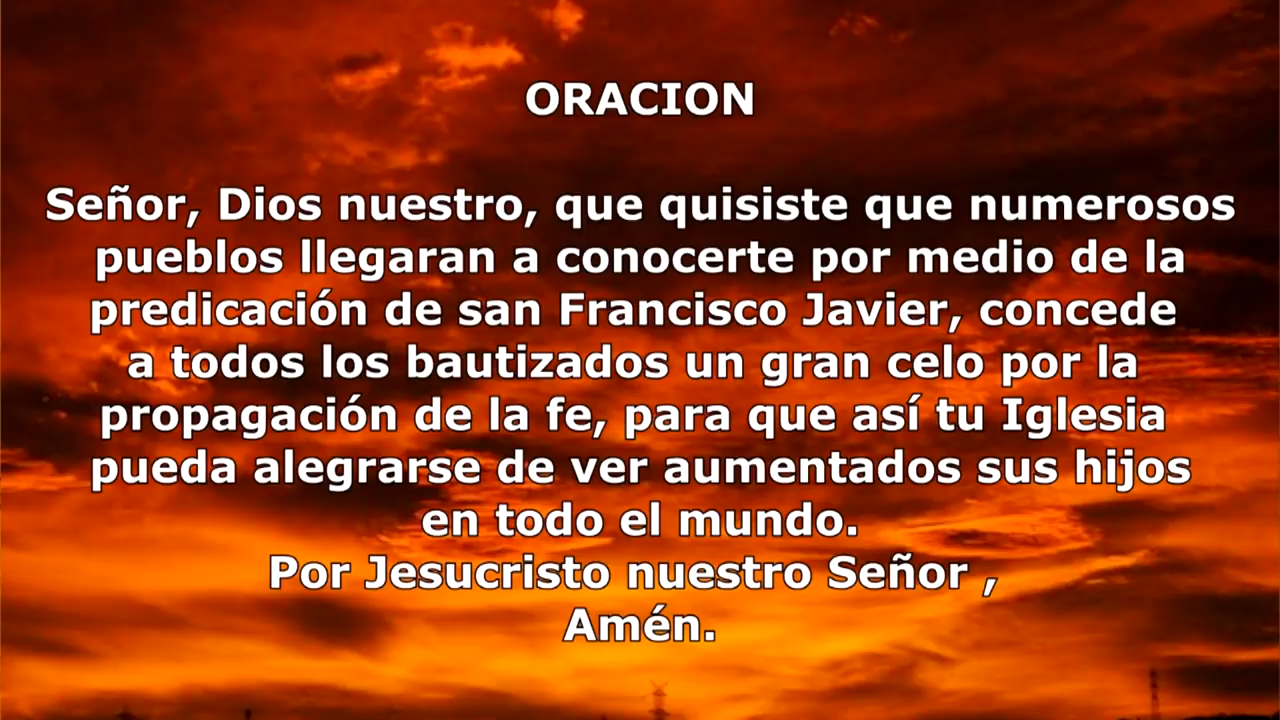 ORACION
Señor, Dios nuestro, que quisiste que numerosos
pueblos llegaran a conocerte por medio de la
predicación de san Francisco Javier, concede
a todos los bautizados un gran celo por la
propagación de la fe, para que así tu Iglesia
pueda alegrarse de ver aumentados sus hijos
en todo el mundo.
Por Jesucristo nuestro Señor ,
Amén.